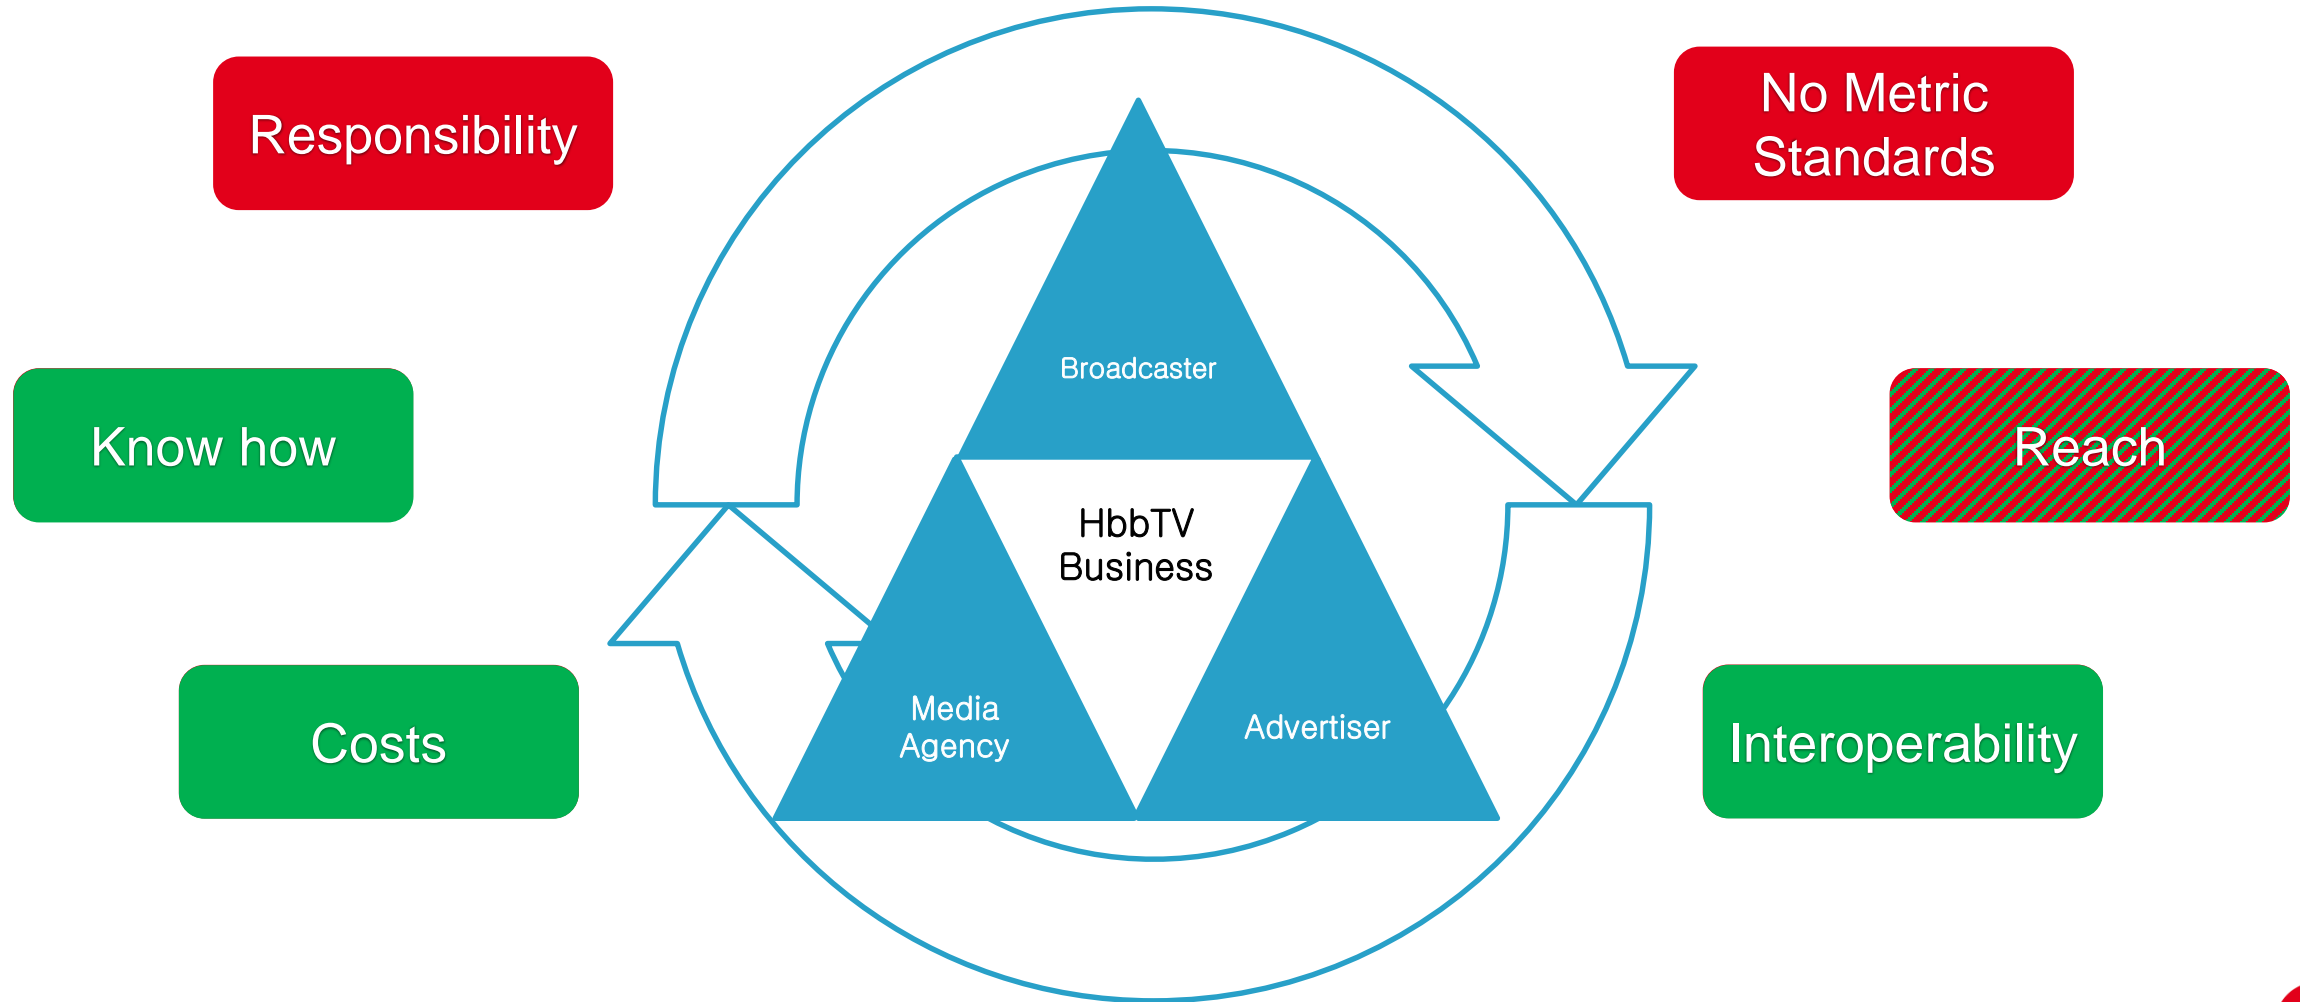 Responsibility
No Metric
Standards
Know how
Broadcaster
Reach
HbbTV
Business
Costs
Media
Agency
Advertiser
Interoperability